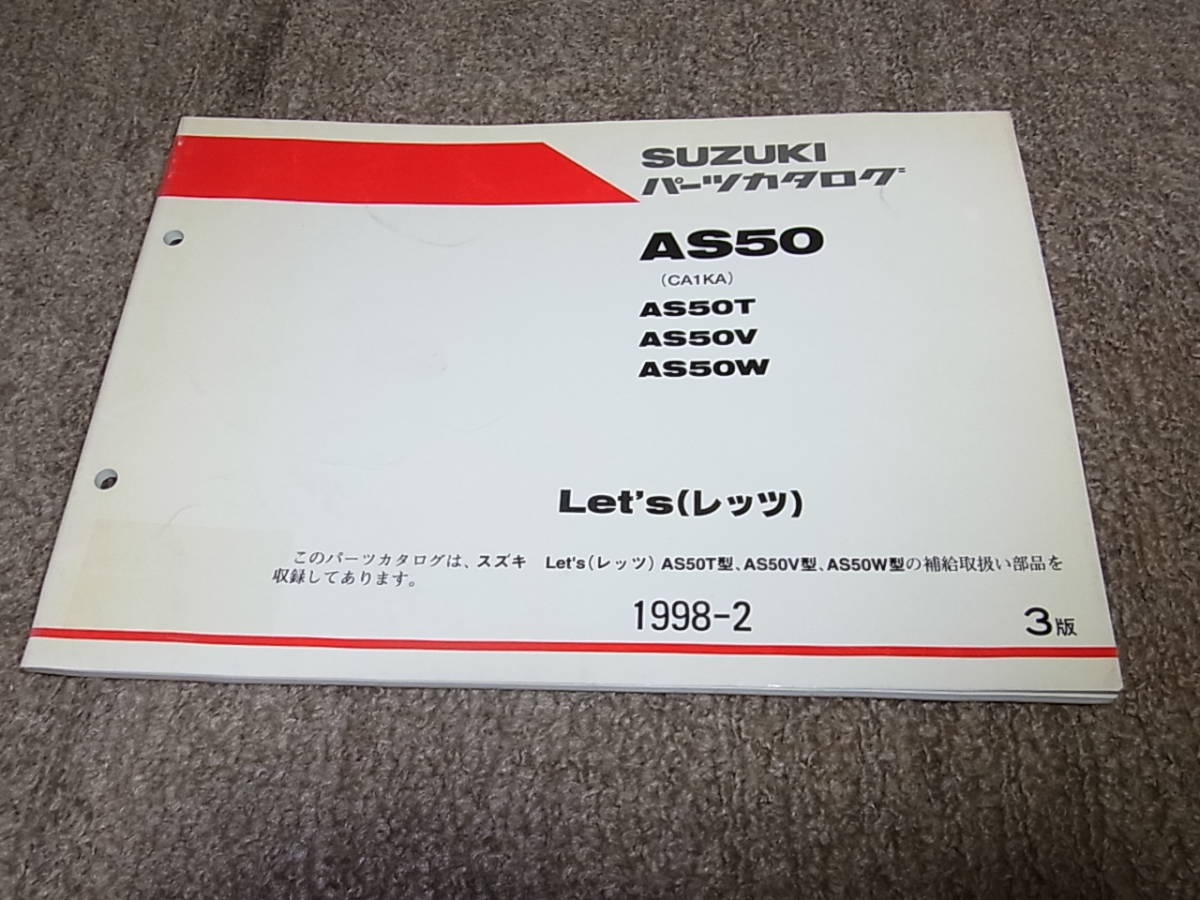 SUZUKI
パーツカタログ
AS50
(CA1KA)
AS50T
AS50V
AS50W
Let's(レッツ)
このパーツカタログは、スズキ Let's(レッツ) AS50T型、AS50V型、AS50W型の補給取扱い部品を
収録してあります。
1998-2
3版